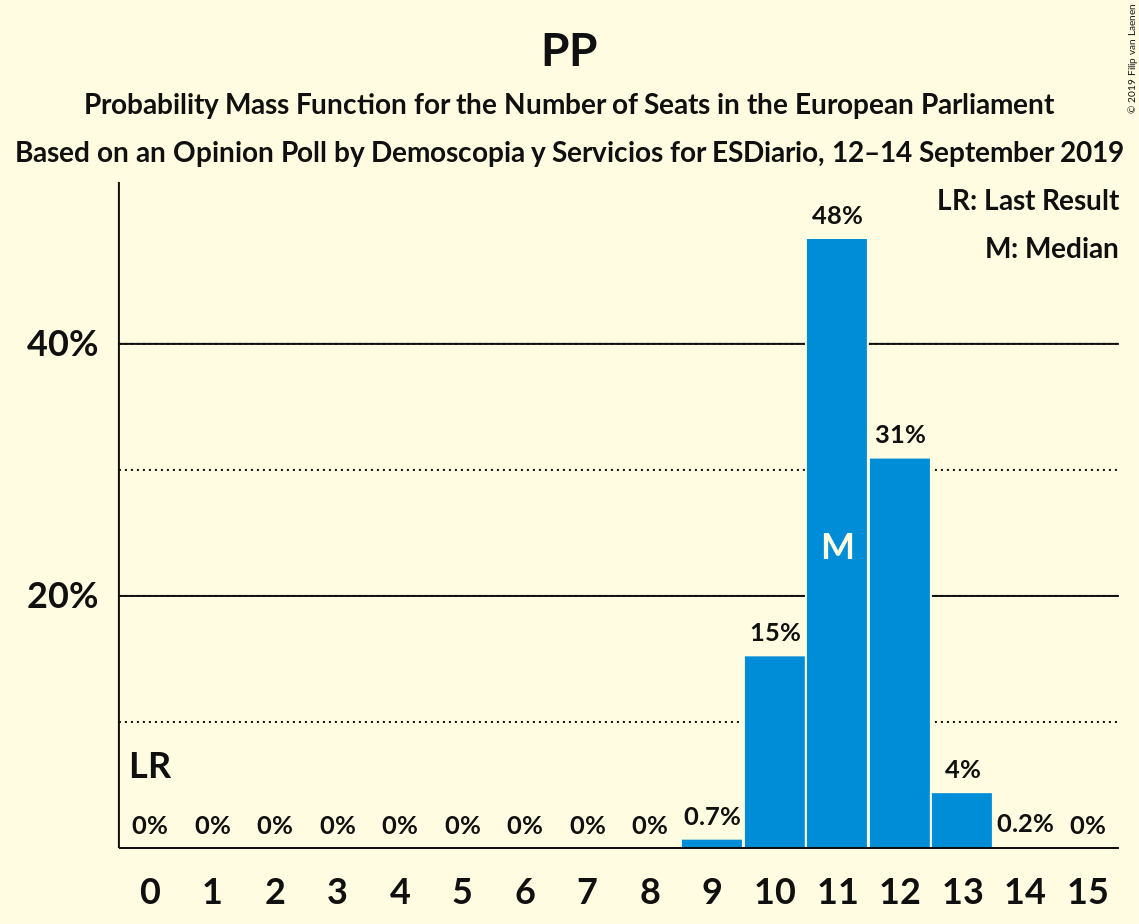 PP
Probability Mass Function for the Number of Seats in the European Parliament
Based on an Opinion Poll by Demoscopia y Servicios for ESDiario, 12–14 September 2019
© 2019 Filip van Laenen
LR: Last Result
M: Median
48%
40%
31%
M
20%
15%
LR
4%
0% 0% 0% 0% 0% 0% 0% 0% 0% 0.7% 0.2% 0%
0 1 2 3 4 5 6 7 8 9 10 11 12 13 14 15